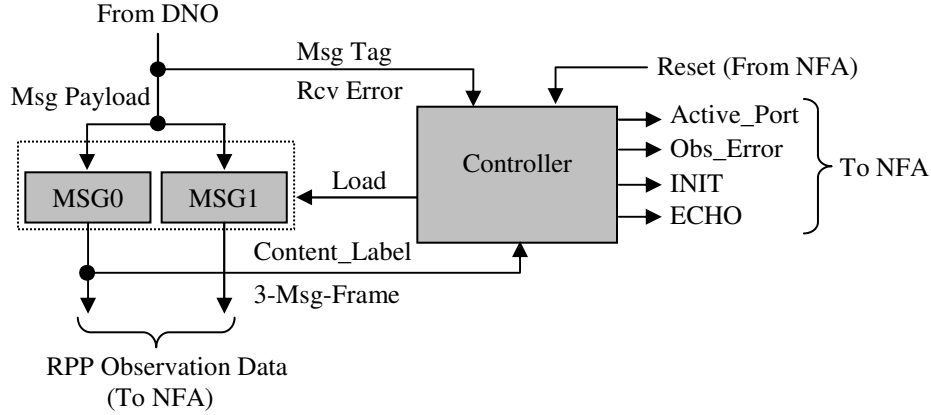 From DNO
Msg Tag
Reset (From NFA)
Rcv Error
Msg Payload
Active_Port
Obs_Error
Controller
To NFA
INIT
ECHO
Load
MSG0
MSG1
Content_Label
3-Msg-Frame
RPP Observation Data
(To NFA)